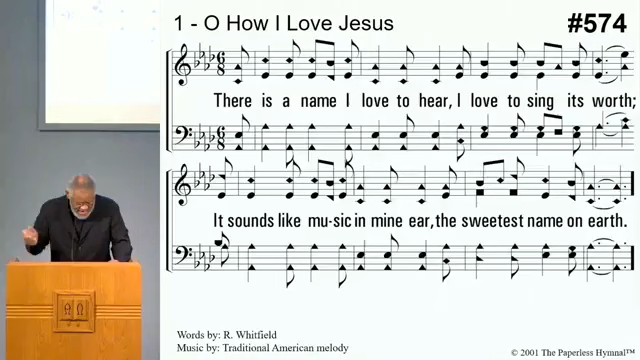 1 - O How I Love Jesus
#574
There is a name I love to hear, I love to sing its worth;
It sounds like mu-sic in mine ear, the sweetest name on earth.
Words by: R. Whitfield
Music by: Traditional American melody
© 2001 The Paperless Hymnal™